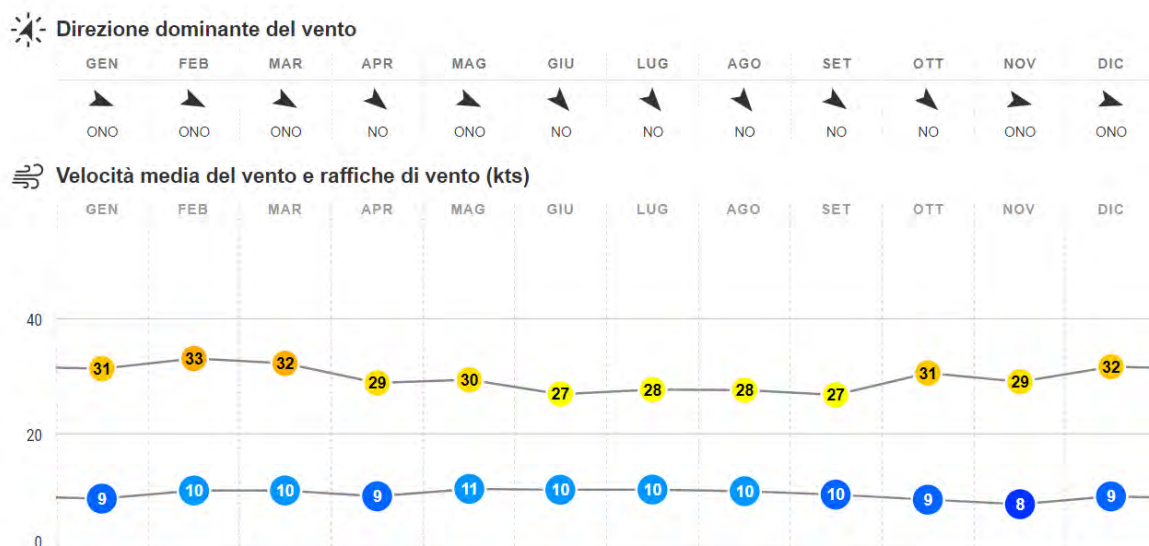 Direzione dominante del vento
GEN FEB MAR APR MAG GIU LUG AGO SET OTT NOV DIC
ONO ONO ONO NO ONO NO NO NO NO NO ONO ONO
Velocità media del vento e raffiche di vento (kts)
GEN FEB MAR APR MAG GIU LUG AGO SET OTT NOV DIC
40
31 33 32 29 30 27 28 28 27 31 29 32
20
9 10 10 9 11 10 10 10 10 9 8 9
0